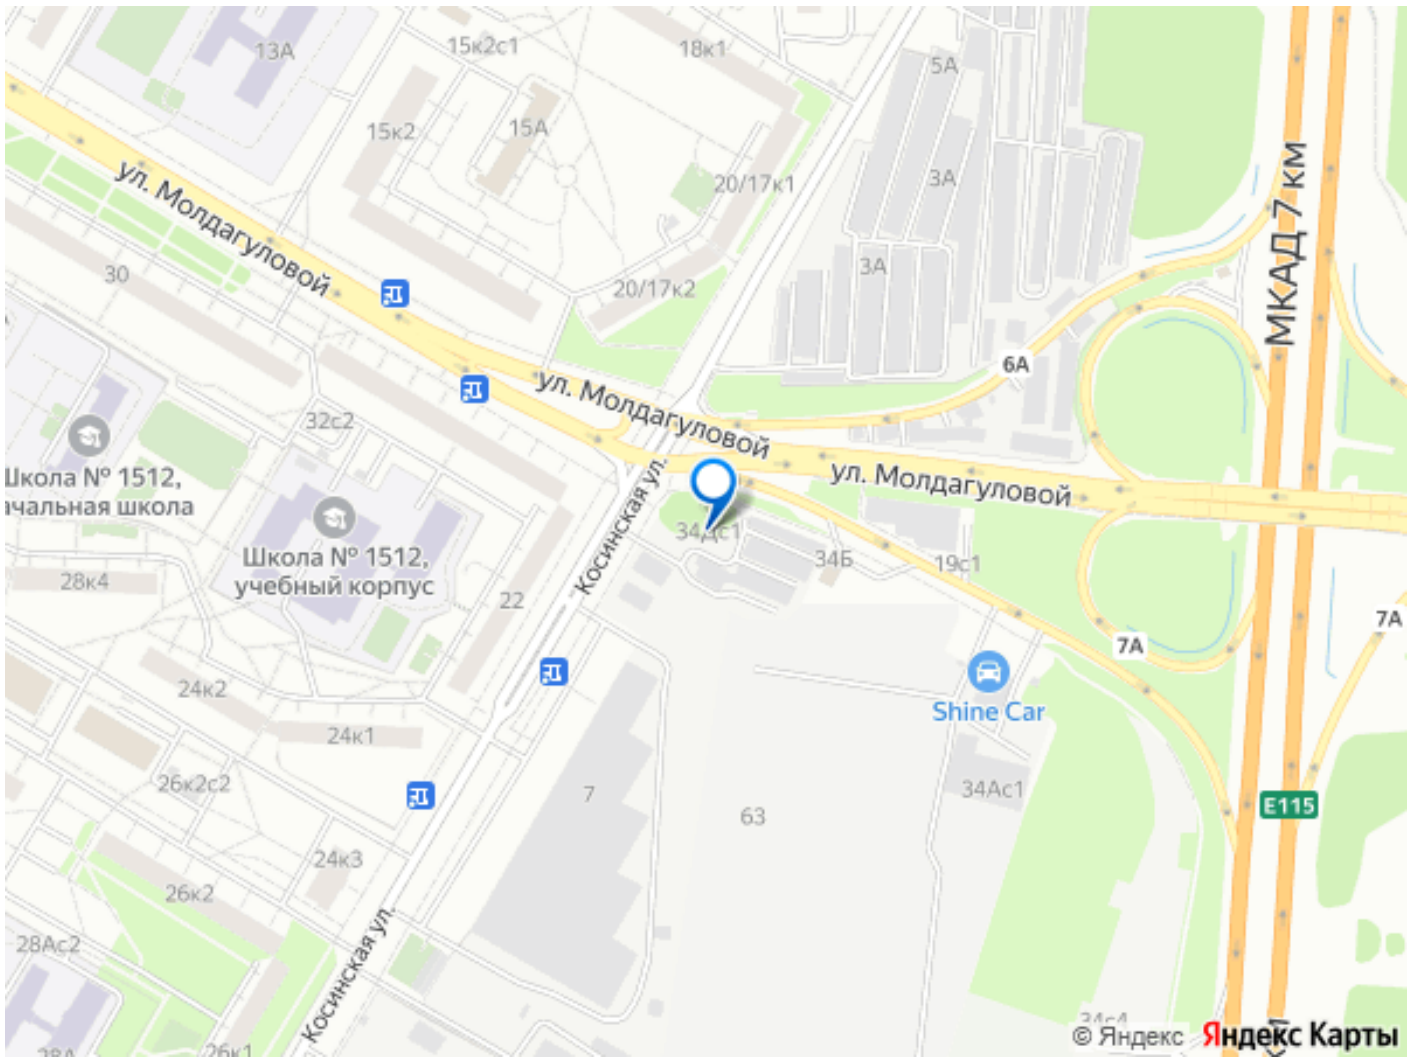 13А
15к2с1
18к1
5А
15к2
15А
3А
20/17к1
ул. Молдагуловой
МКАД 7 км
30
20/17к2
3А
6А
ул. Молдагуловой
32с2
Школа № 1512,
начальная школа
ул. Молдагуловой
Косинская ул.
34Дс1
Школа № 1512,
учебный корпус
34Б
19с1
28к4
22
7А
7А
24к2
Shine Car
24к1
26к2с2
7
63
34Ас1
E115
24к3
26к2
28Ас2
Косинская ул.
28А
26к1
34с4
© Яндекс Яндекс Карты